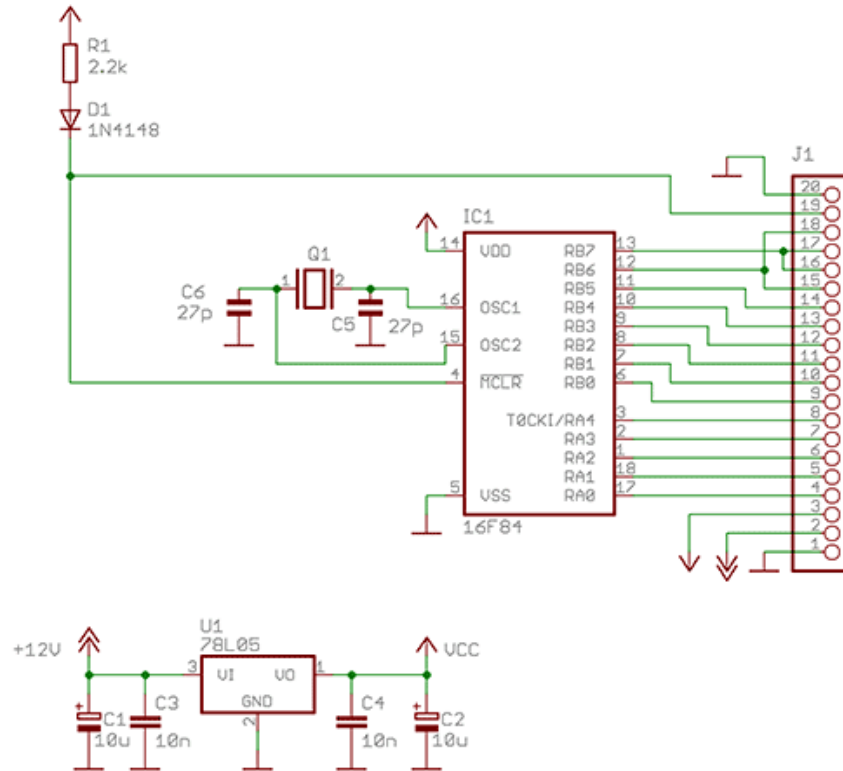 R1
2.2k
D1
1N4148
J1
20
19
18
17
16
15
14
13
12
11
10
9
8
7
6
5
4
3
2
1
IC1
14 VDD RB7 13
RB6 12
RB5 11
16 OSC1 RB4 10
RB3 9
15 OSC2 RB2 8
RB1 7
4 MCLR RB0 6
T0CKI/RA4 3
RA3 2
RA2 1
RA1 18
5 VSS RA0 17
16F84
Q1
1 2
C6
27p
C5 27p
U1
78L05
+12V
3 VI VO 1
GND
2
VCC
C1
10u
C3
10n
C4
10n
C2
10u
+
+